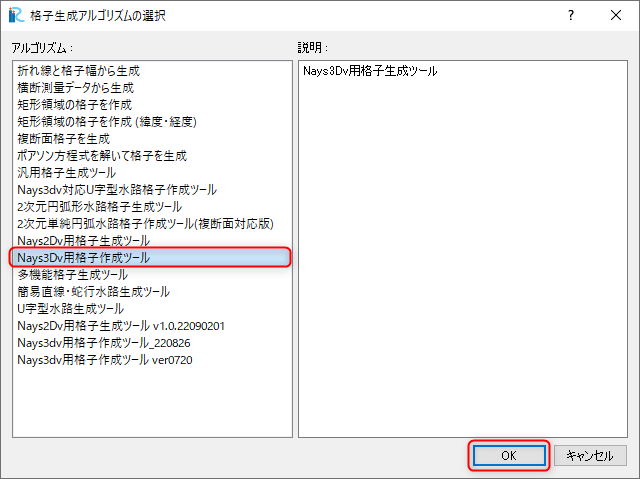 格子生成アルゴリズムの選択
?
アルゴリズム:
説明:
折れ線と格子幅から生成
横断測量データから生成
矩形領域の格子を作成
矩形領域の格子を作成 (緯度・経度)
複断面格子を生成
ポアソン方程式を解いて格子を生成
汎用格子生成ツール
Nays3dv対応U字型水路格子作成ツール
2次元円弧形水路格子生成ツール
2次元単純円弧水路格子作成ツール(複断面対応版)
Nays2Dv用格子生成ツール
Nays3Dv用格子作成ツール
多機能格子生成ツール
簡易直線・蛇行水路生成ツール
U字型水路生成ツール
Nays2Dv用格子生成ツール v1.0.22090201
Nays3dv用格子作成ツール_220826
Nays3dv用格子作成ツール ver0720
Nays3Dv用格子生成ツール
OK
キャンセル